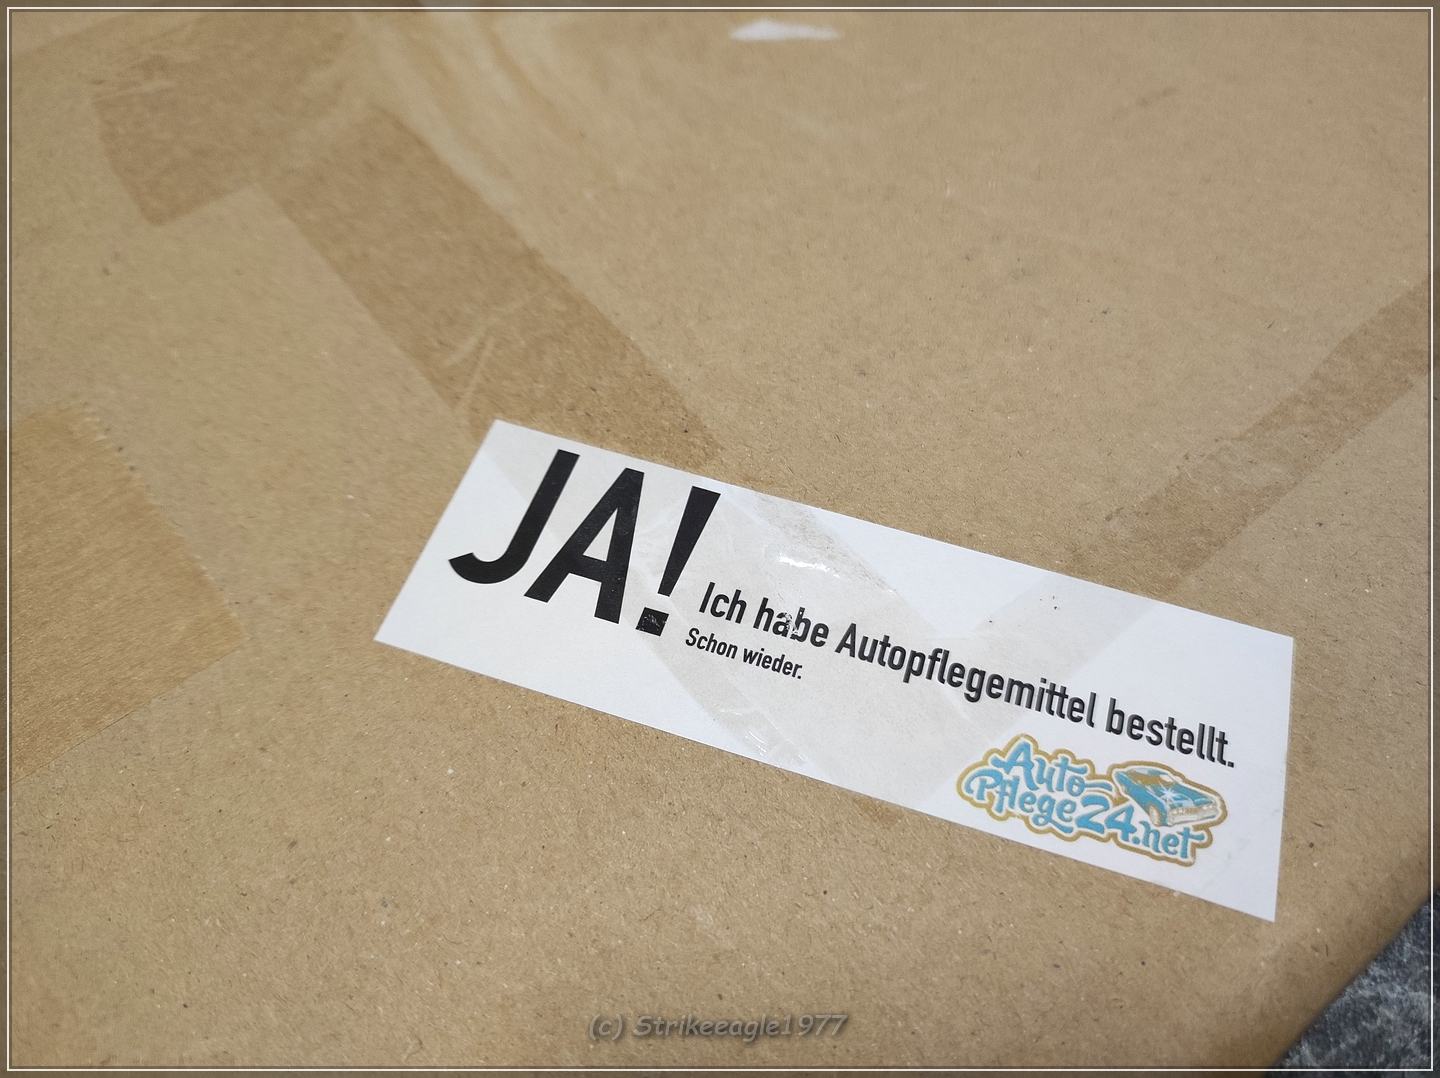 JA!
Ich habe Autopflegemittel bestellt.
Schon wieder.
Auto-
Pflege24.net
(c) Strikeeagle1977